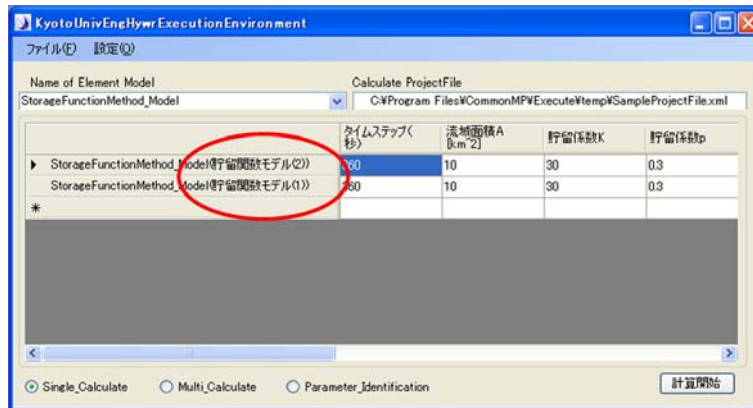 KyotoUnivEngHywrExecutionEnvironment
ファイル(F) 設定(O)
Name of Element Model Calculate ProjectFile
StorageFunctionMethod_Model C:¥Program Files¥CommonMP¥Execute¥temp¥SampleProjectFile.xml
タイムステップ(秒) 流域面積A [km^2] 貯留係数K 貯留係数p
StorageFunctionMethod_Model(貯留関数モデル(2)) 360 10 30 0.3
StorageFunctionMethod_Model(貯留関数モデル(1)) 360 10 30 0.3
*
Single_Calculate Multi_Calculate Parameter_Identification 計算開始